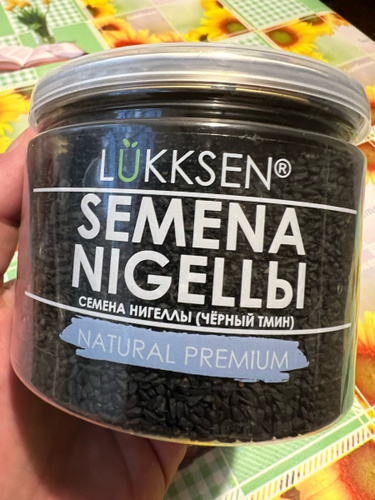 LÜKKSEN®
SEMENA
NIGELLЫ
СЕМЕНА НИГЕЛЛЫ (ЧЁРНЫЙ ТМИН)
NATURAL PREMIUM